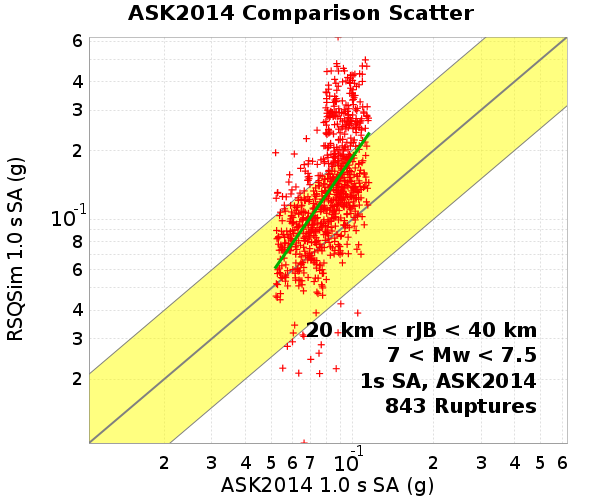 ASK2014 Comparison Scatter
6
4
3
2
10-1
8
6
4
3
2
RSQSim 1.0 s SA (g)
20 km < rJB < 40 km
7 < Mw < 7.5
1s SA, ASK2014
843 Ruptures
2 3 4 5 6 7 10-1 2 3 4 5 6
ASK2014 1.0 s SA (g)